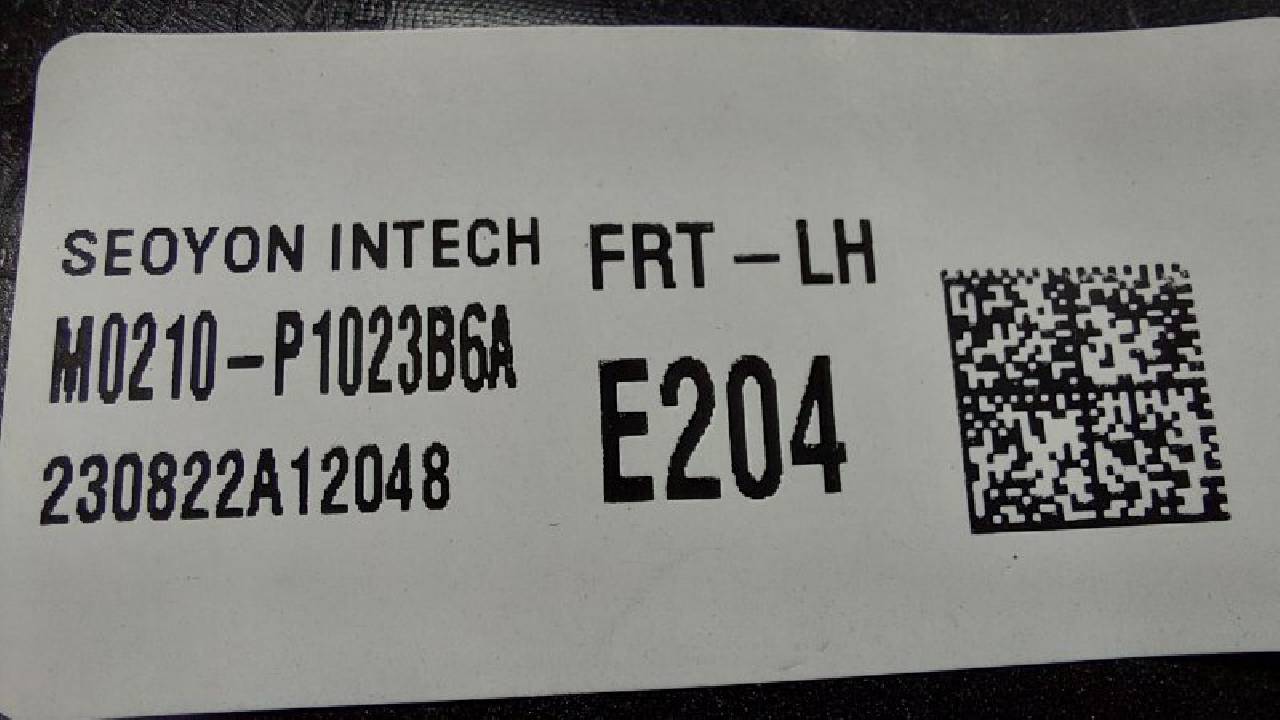 SEOYON INTECH
FRT - LH
M0210-P1023B6A
E204
230822A12048